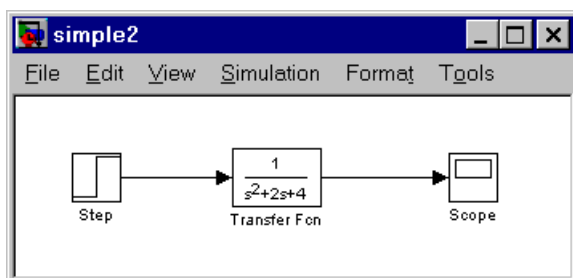 simple2
File Edit View Simulation Format Tools
1
s²+2s+4
Step
Transfer Fcn
Scope